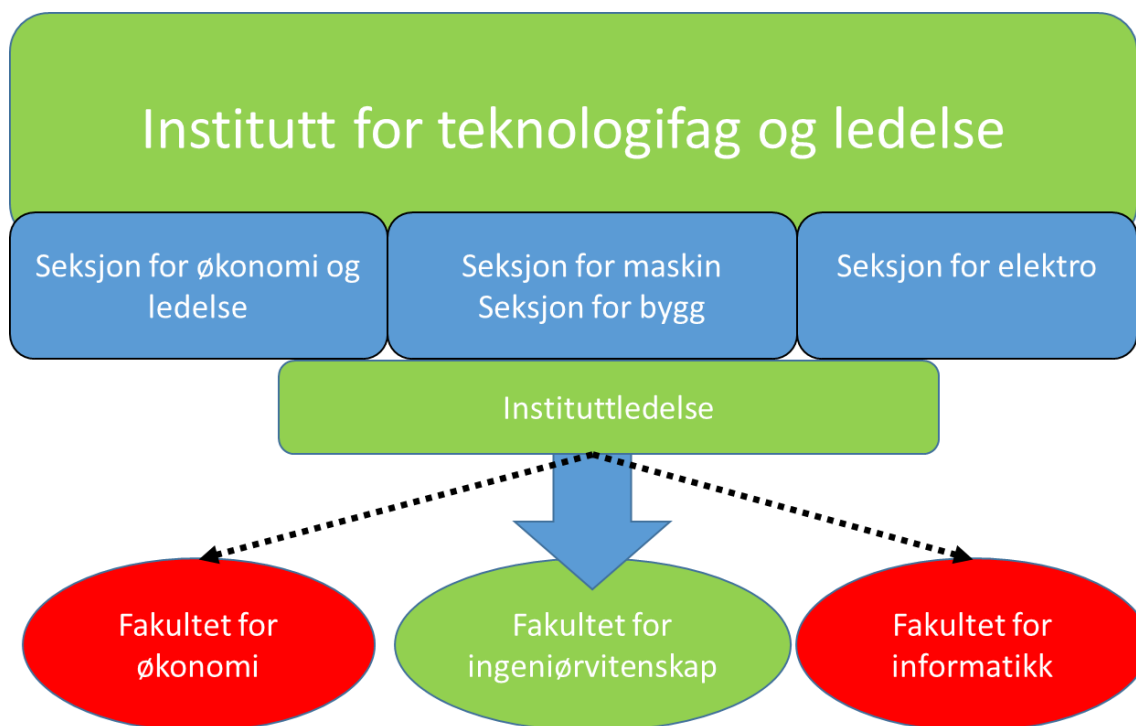 Institutt for teknologifag og ledelse
Seksjon for økonomi og
ledelse
Seksjon for maskin
Seksjon for bygg
Seksjon for elektro
Instituttledelse
Fakultet for
økonomi
Fakultet for
ingeniørvitenskap
Fakultet for
informatikk